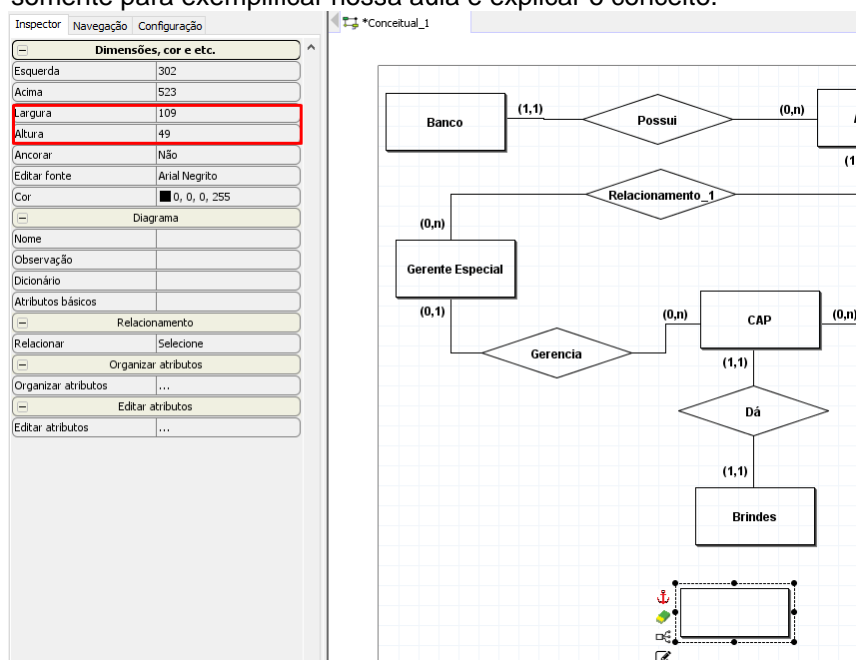 somente para exemplificar nossa aula e explicar o conceito.
Inspector Navegação Configuração
Dimensões, cor e etc.
Esquerda 302
Acima 523
Largura 109
Altura 49
Ancorar Não
Editar fonte Arial Negrito
Cor 0, 0, 0, 255
Diagrama
Nome
Observação
Dicionário
Atributos básicos
Relacionamento
Relacionar Selecione
Organizar atributos
Organizar atributos ...
Editar atributos
Editar atributos ...
*Conceitual_1
Banco (1,1) Possui (0,n)
(1
Relacionamento_1
(0,n)
Gerente Especial
(0,1)
Gerencia
(0,n) CAP (0,n)
(1,1)
Dá
(1,1)
Brindes